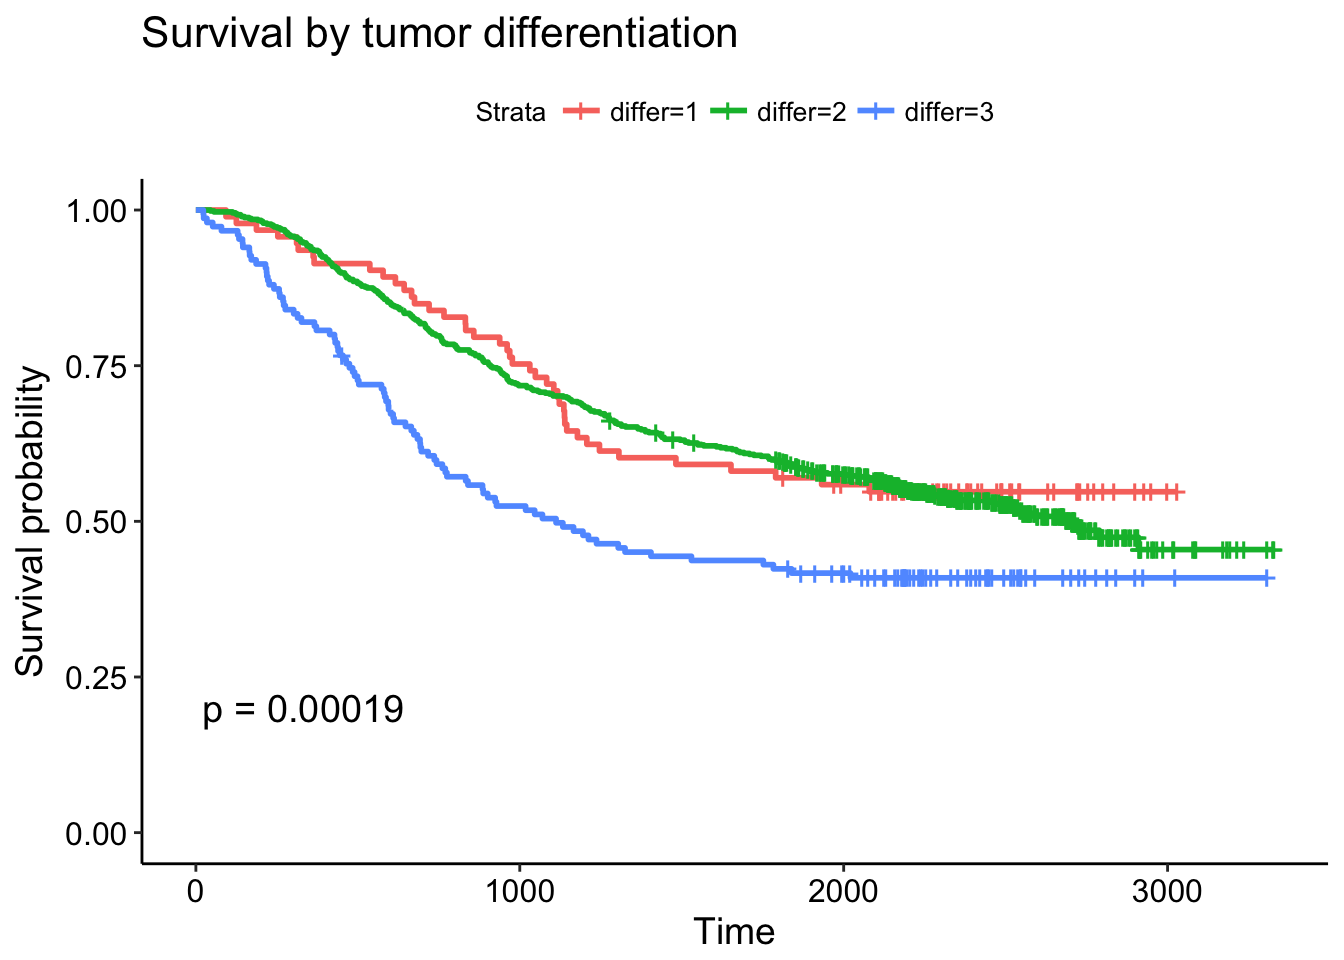 Survival by tumor differentiation
Strata differ=1 differ=2 differ=3
Survival probability
1.00
0.75
0.50
0.25
0.00
p = 0.00019
0 1000 2000 3000
Time